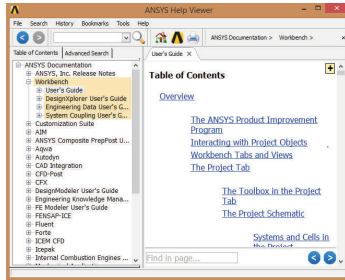 ANSYS Help Viewer
File Search History Bookmarks Tools Help
ANSYS Documentation > Workbench >
Table of Contents Advanced Search
User's Guide
ANSYS Documentation
ANSYS, Inc. Release Notes
Workbench
User's Guide
DesignXplorer User's Guide
Engineering Data User's G...
System Coupling User's G...
Customization Suite
AIM
ANSYS Composite PrepPost U...
Aqwa
Autodyn
CAD Integration
CFD-Post
CFX
DesignModeler User's Guide
Engineering Knowledge Mana...
FE Modeler User's Guide
FENSAP-ICE
Fluent
Forte
ICEM CFD
Icepak
Internal Combustion Engines ...
Table of Contents
Overview
The ANSYS Product Improvement
Program
Interacting with Project Objects
Workbench Tabs and Views
The Project Tab
The Toolbox in the Project
Tab
The Project Schematic
Systems and Cells in
the Project
Find in page...